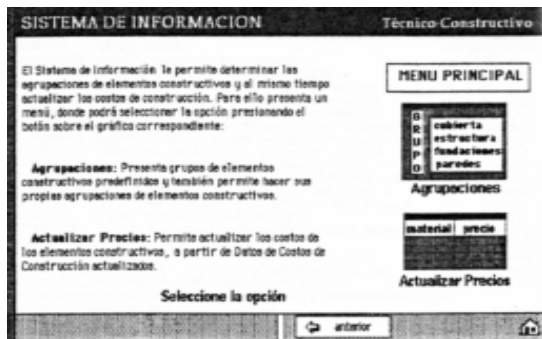 SISTEMA DE INFORMACION
Técnico-Constructivo
El Sistema de Información le permite determinar las
agrupaciones de elementos constructivos y al mismo tiempo
actualizar los costos de construcción. Para ello presenta un
menú, donde podrá seleccionar la opción presionando el
botón sobre el gráfico correspondiente:
Agrupaciones: Presenta grupos de elementos
constructivos predefinidos y también permite hacer sus
propias agrupaciones de elementos constructivos.
Actualizar Precios: Permite actualizar los costos de
los elementos constructivos, a partir de Datos de Costos de
Construcción actualizados.
Seleccione la opción
MENU PRINCIPAL
GRUPO
cubierta
estructura
fundaciones
paredes
Agrupaciones
material precio
Actualizar Precios
anterior